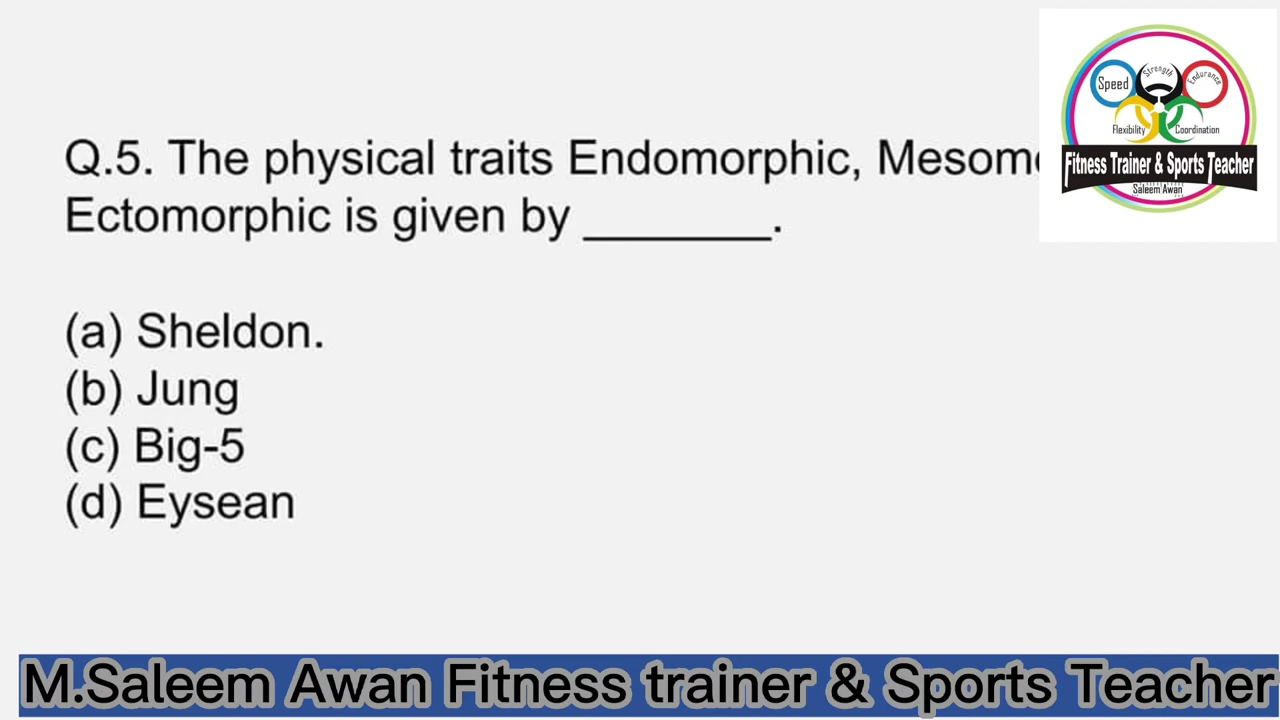 Q.5. The physical traits Endomorphic,
Ectomorphic is given by ________.
(a) Sheldon.
(b) Jung
(c) Big-5
(d) Eysean
Speed
Strength
Endurance
Flexibility
Coordination
Fitness Trainer & Sports Teacher
Saleem Awan
M.Saleem Awan Fitness trainer & Sports Teacher